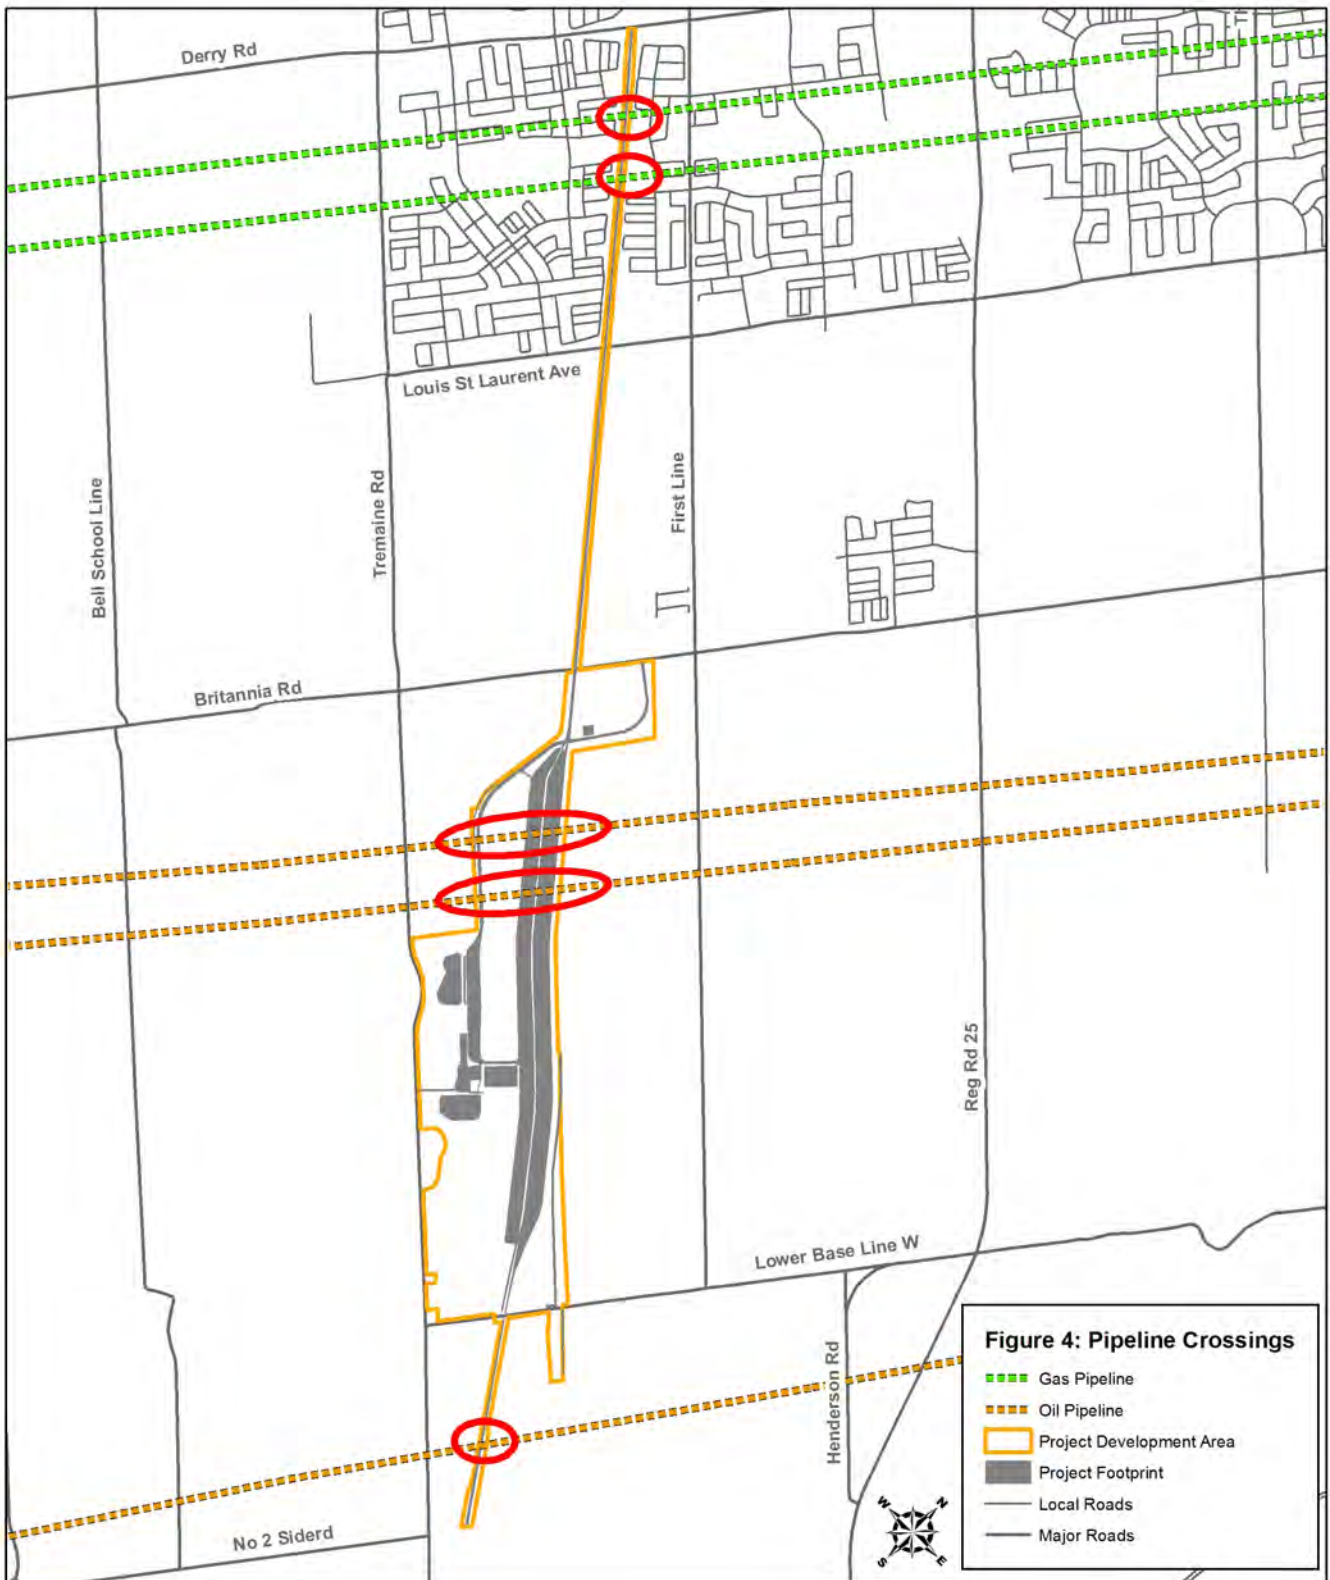 Derry Rd
Louis St Laurent Ave
Bell School Line
Tremaine Rd
First Line
Britannia Rd
Reg Rd 25
Lower Base Line W
Henderson Rd
No 2 Siderd
Figure 4: Pipeline Crossings
Gas Pipeline
Oil Pipeline
Project Development Area
Project Footprint
Local Roads
Major Roads
W
N
S
E